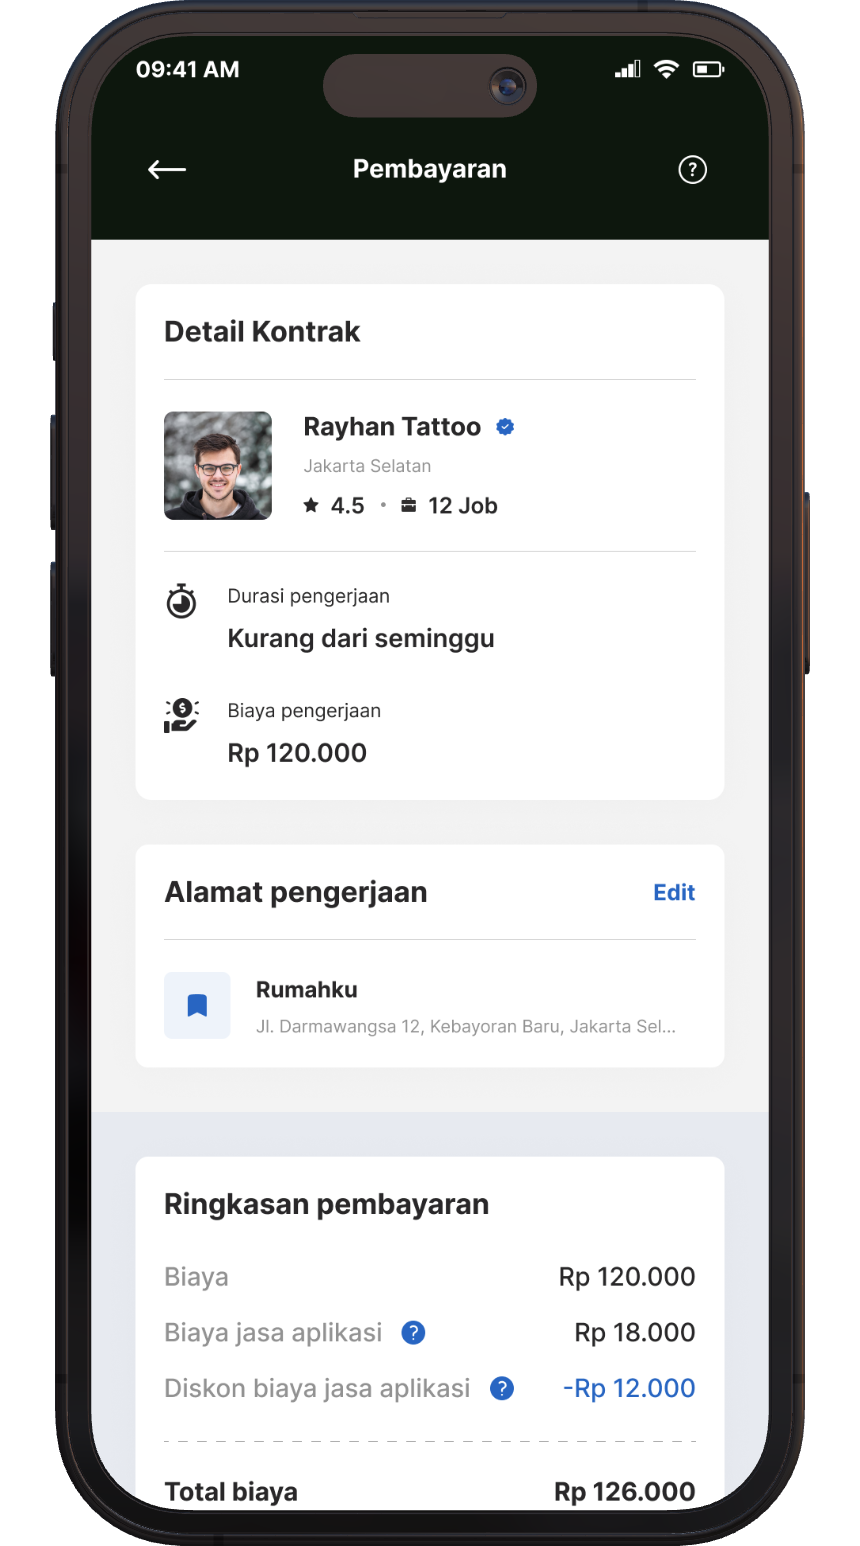 09:41 AM
Pembayaran
?
Detail Kontrak
Rayhan Tattoo
Jakarta Selatan
4.5 • 12 Job
Durasi pengerjaan
Kurang dari seminggu
$
Biaya pengerjaan
Rp 120.000
Alamat pengerjaan Edit
Rumahku
Jl. Darmawangsa 12, Kebayoran Baru, Jakarta Sel...
Ringkasan pembayaran
Biaya Rp 120.000
Biaya jasa aplikasi ? Rp 18.000
Diskon biaya jasa aplikasi ? -Rp 12.000
Total biaya Rp 126.000